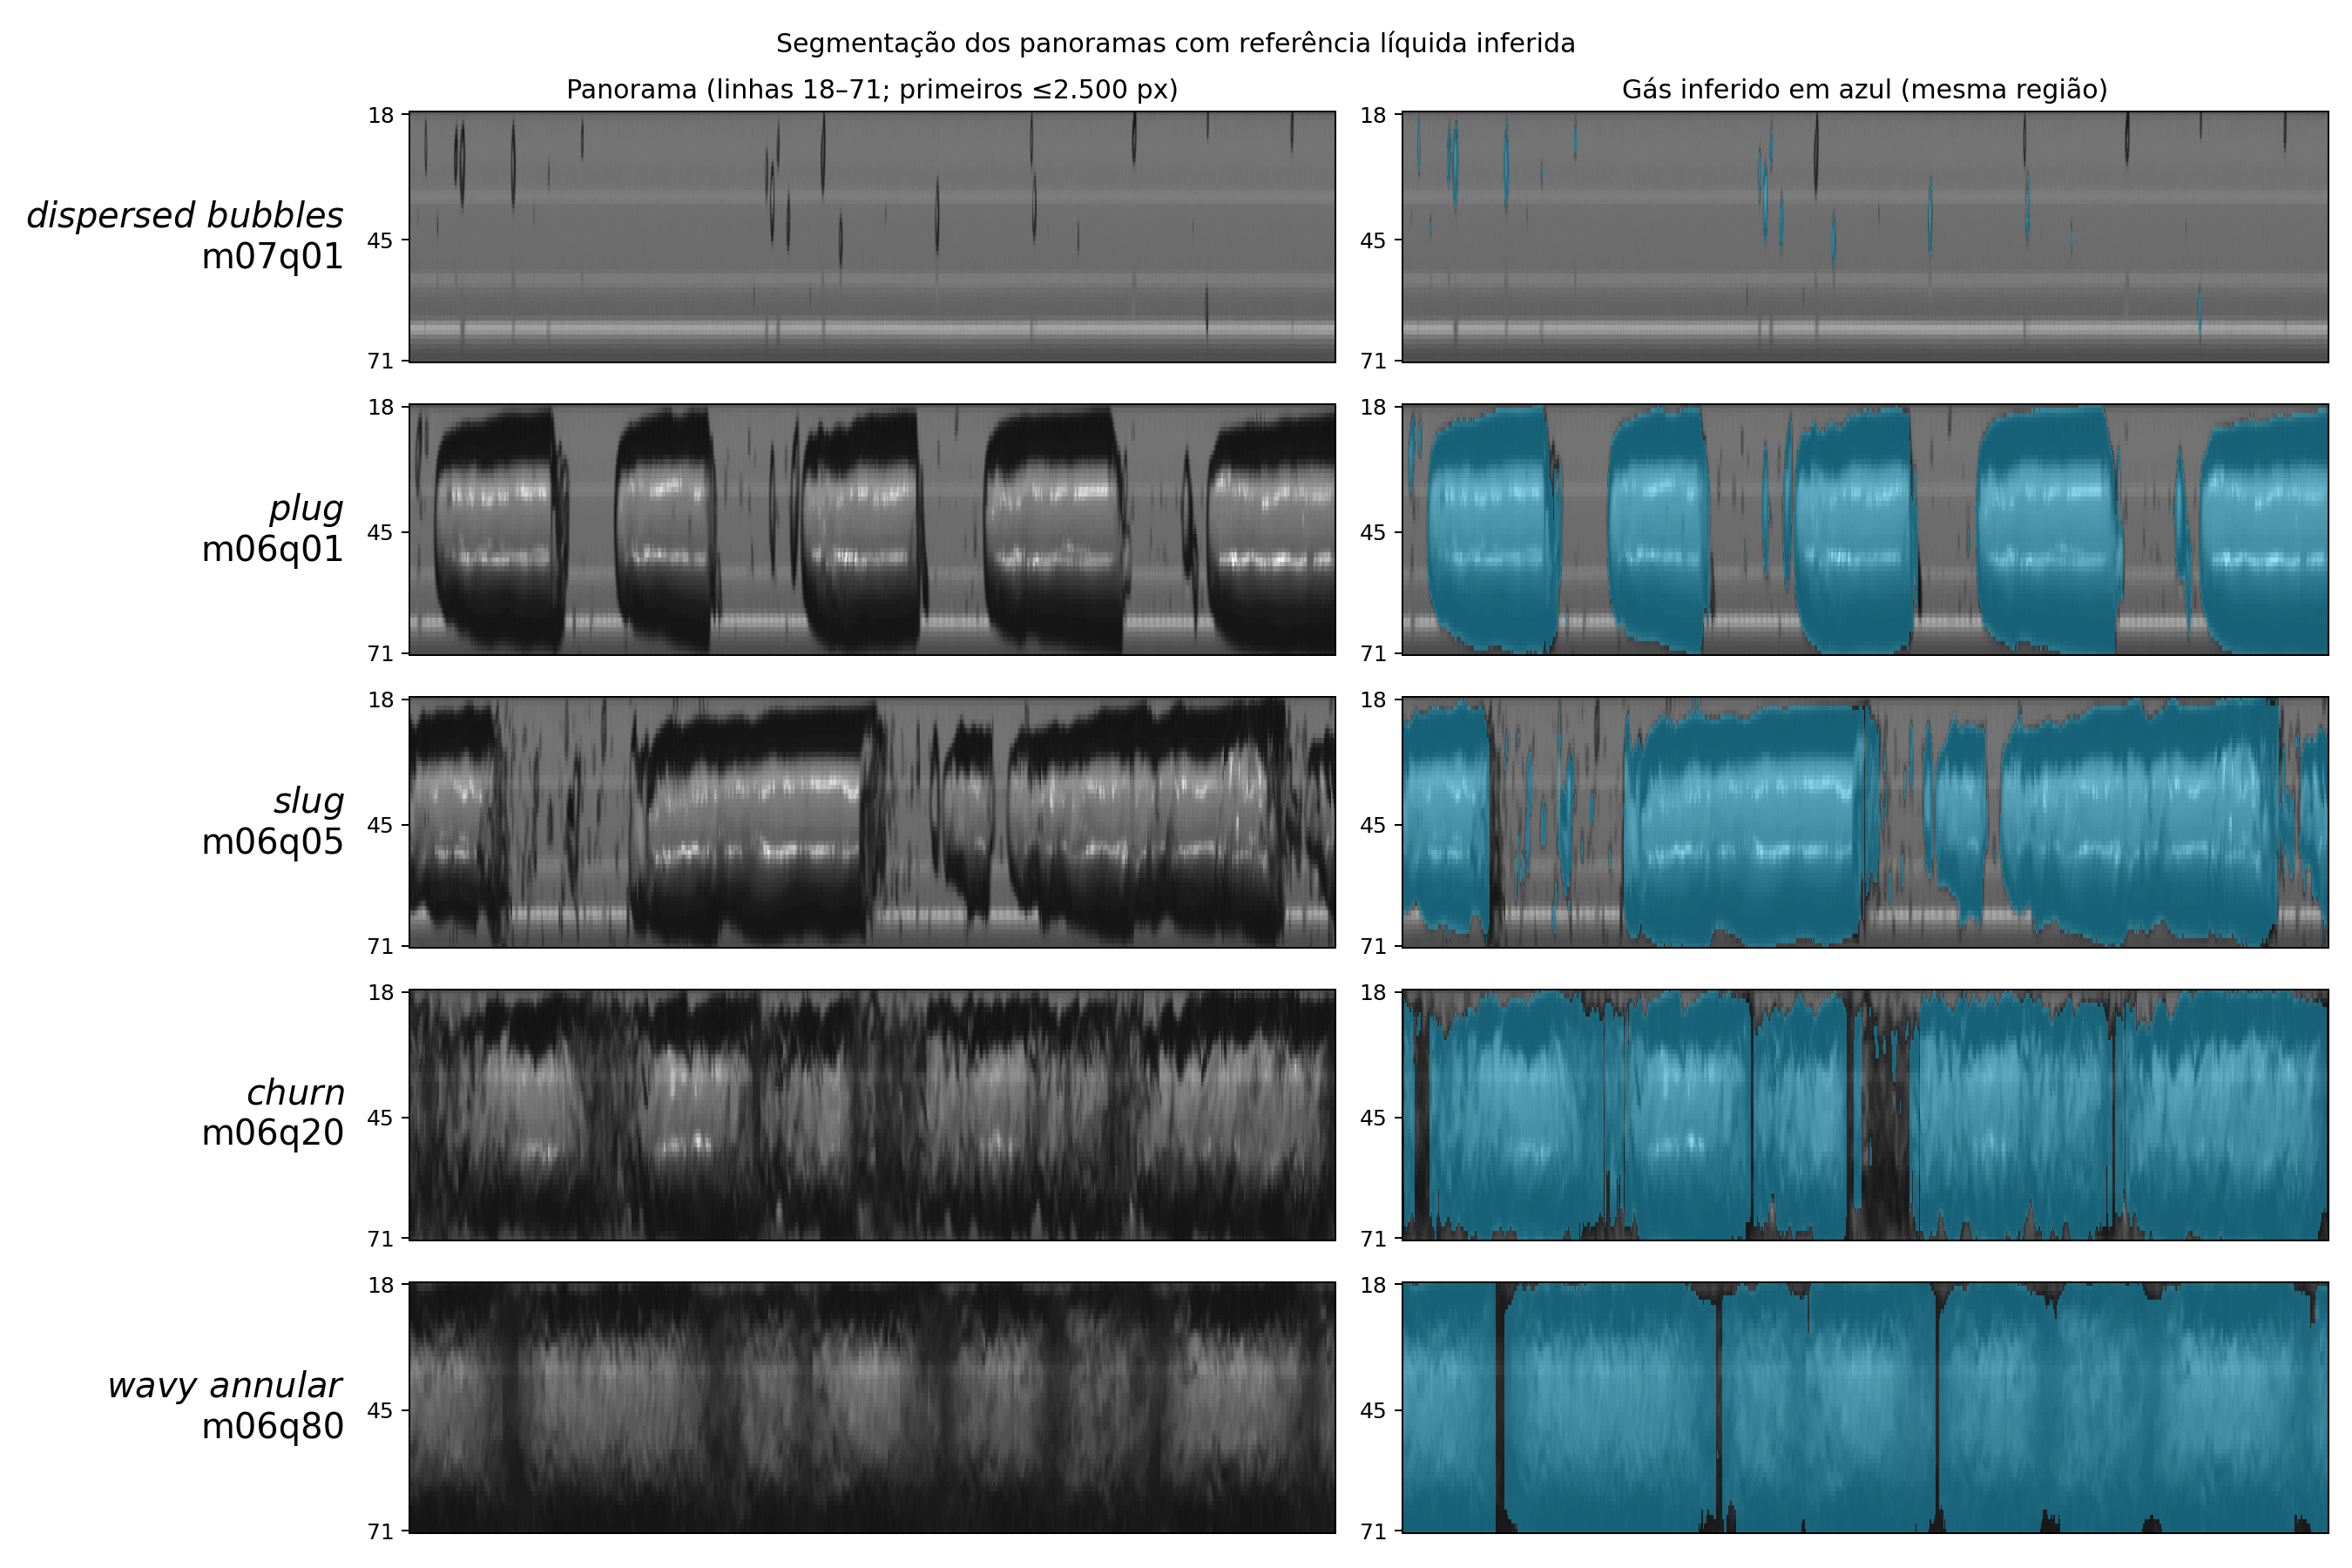 Segmentação dos panoramas com referência líquida inferida
Panorama (linhas 18–71; primeiros ≤2.500 px)
Gás inferido em azul (mesma região)
dispersed bubbles
m07q01
18
45
71
18
45
71
plug
m06q01
18
45
71
18
45
71
slug
m06q05
18
45
71
18
45
71
churn
m06q20
18
45
71
18
45
71
wavy annular
m06q80
18
45
71
18
45
71